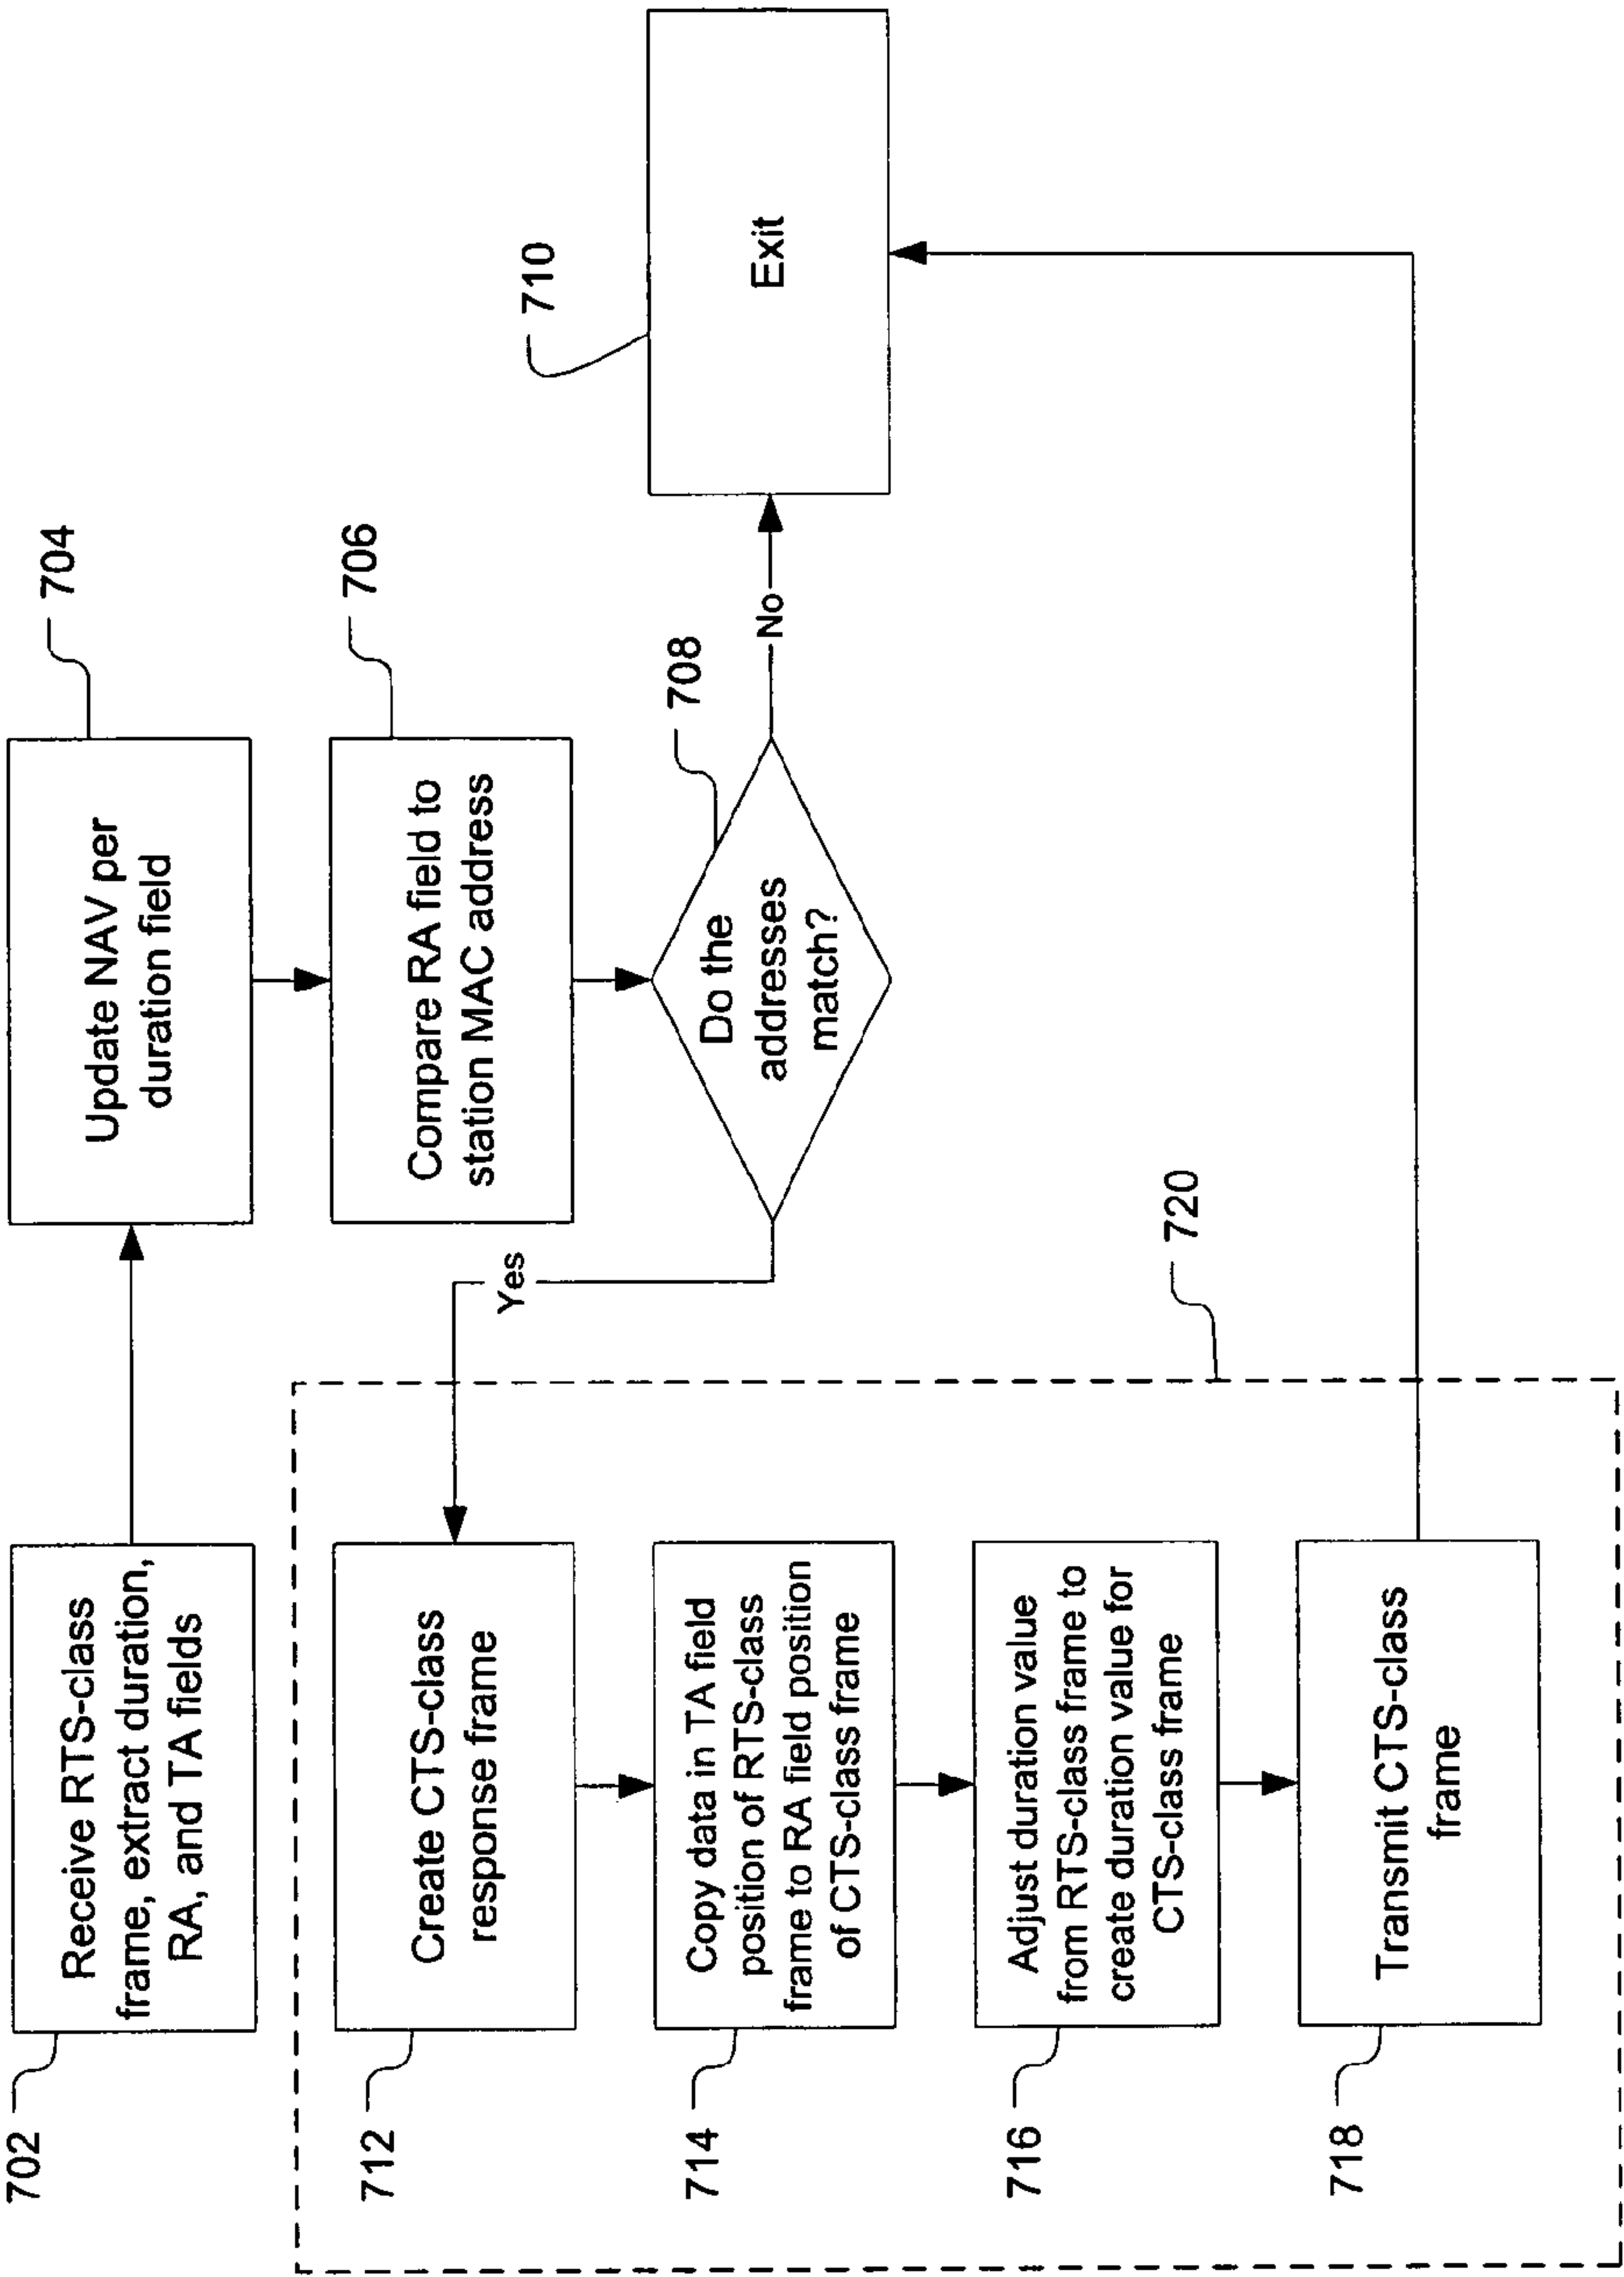 702
Receive RTS-class
frame, extract duration,
RA, and TA fields
Update NAV per
duration field
704
Compare RA field to
station MAC address
706
Do the
addresses
match?
708
No
Exit
710
Yes
712
Create CTS-class
response frame
714
Copy data in TA field
position of RTS-class
frame to RA field position
of CTS-class frame
716
Adjust duration value
from RTS-class frame to
create duration value for
CTS-class frame
718
Transmit CTS-class
frame
720